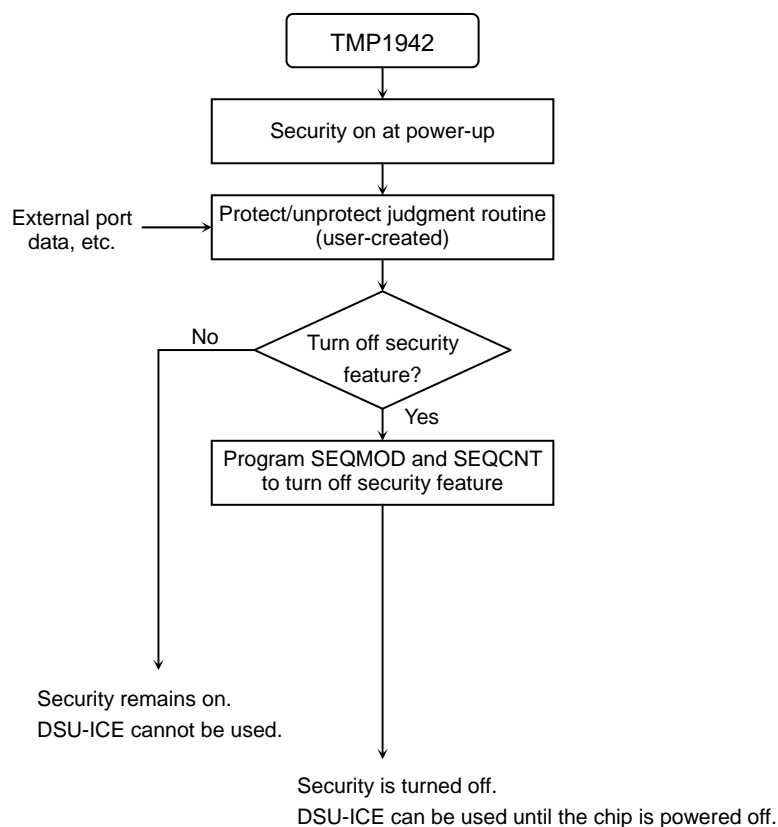 TMP1942
Security on at power-up
External port
data, etc.
Protect/unprotect judgment routine
(user-created)
No
Turn off security
feature?
Yes
Program SEQMOD and SEQCNT
to turn off security feature
Security remains on.
DSU-ICE cannot be used.
Security is turned off.
DSU-ICE can be used until the chip is powered off.